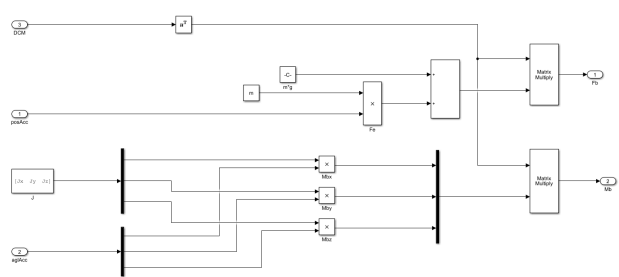 3
DCM
aᵀ
-C-
m*g
m
×
Fe
+
+
Matrix
Multiply
1
Fb
1
posAcc
[Jx Jy Jz]
J
×
Mbx
×
Mby
×
Mbz
Matrix
Multiply
2
Mb
2
aglAcc